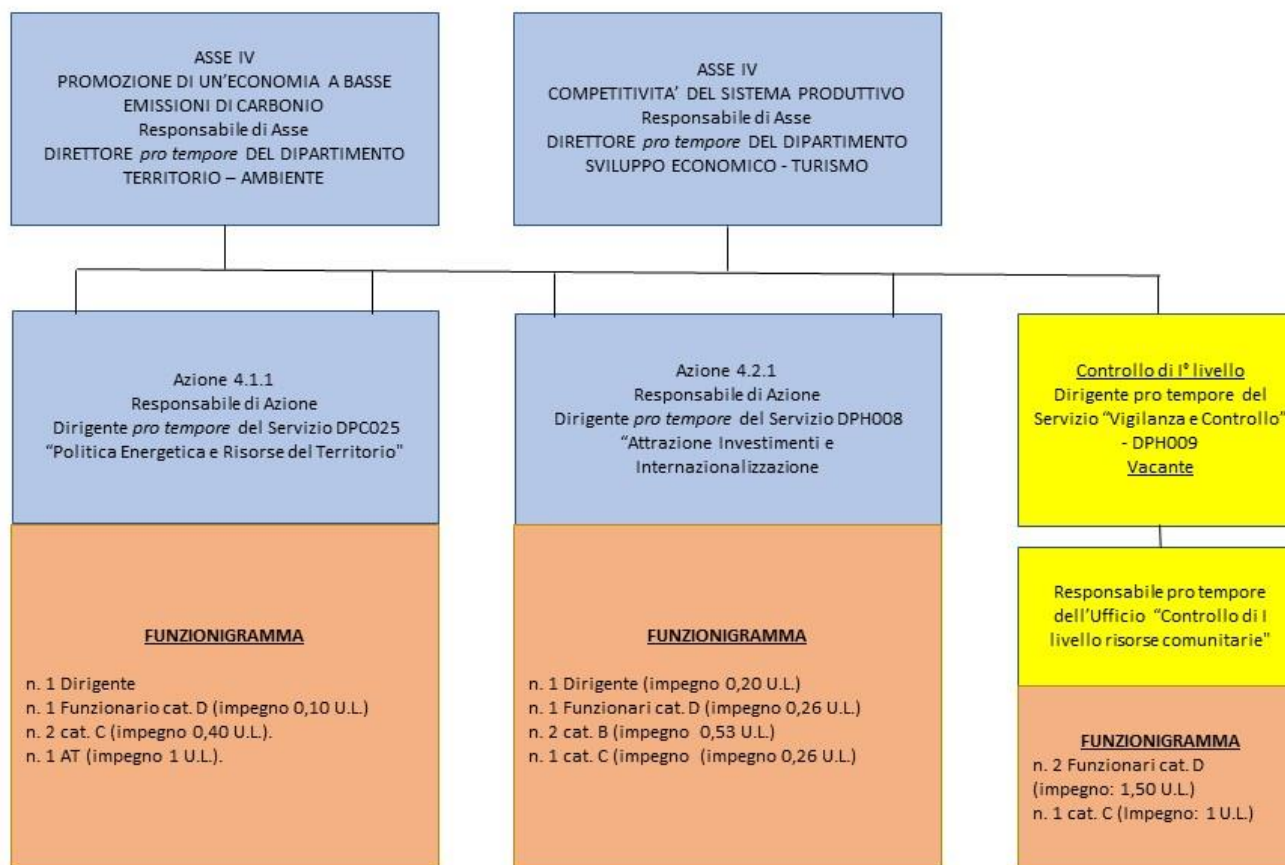 ASSE IV
PROMOZIONE DI UN'ECONOMIA A BASSE
EMISSIONI DI CARBONIO
Responsabile di Asse
DIRETTORE pro tempore DEL DIPARTIMENTO
TERRITORIO – AMBIENTE
ASSE IV
COMPETITIVITA' DEL SISTEMA PRODUTTIVO
Responsabile di Asse
DIRETTORE pro tempore DEL DIPARTIMENTO
SVILUPPO ECONOMICO - TURISMO
Azione 4.1.1
Responsabile di Azione
Dirigente pro tempore del Servizio DPC025
"Politica Energetica e Risorse del Territorio"
Azione 4.2.1
Responsabile di Azione
Dirigente pro tempore del Servizio DPH008
"Attrazione Investimenti e
Internazionalizzazione
Controllo di I° livello
Dirigente pro tempore del
Servizio "Vigilanza e Controllo"
- DPH009
Vacante
Responsabile pro tempore
dell'Ufficio "Controllo di I
livello risorse comunitarie"
FUNZIONIGRAMMA
n. 1 Dirigente
n. 1 Funzionario cat. D (impegno 0,10 U.L.)
n. 2 cat. C (impegno 0,40 U.L.).
n. 1 AT (impegno 1 U.L.).
FUNZIONIGRAMMA
n. 1 Dirigente (impegno 0,20 U.L.)
n. 1 Funzionari cat. D (impegno 0,26 U.L.)
n. 2 cat. B (impegno 0,53 U.L.)
n. 1 cat. C (impegno (impegno 0,26 U.L.)
FUNZIONIGRAMMA
n. 2 Funzionari cat. D
(impegno: 1,50 U.L.)
n. 1 cat. C (Impegno: 1 U.L.)